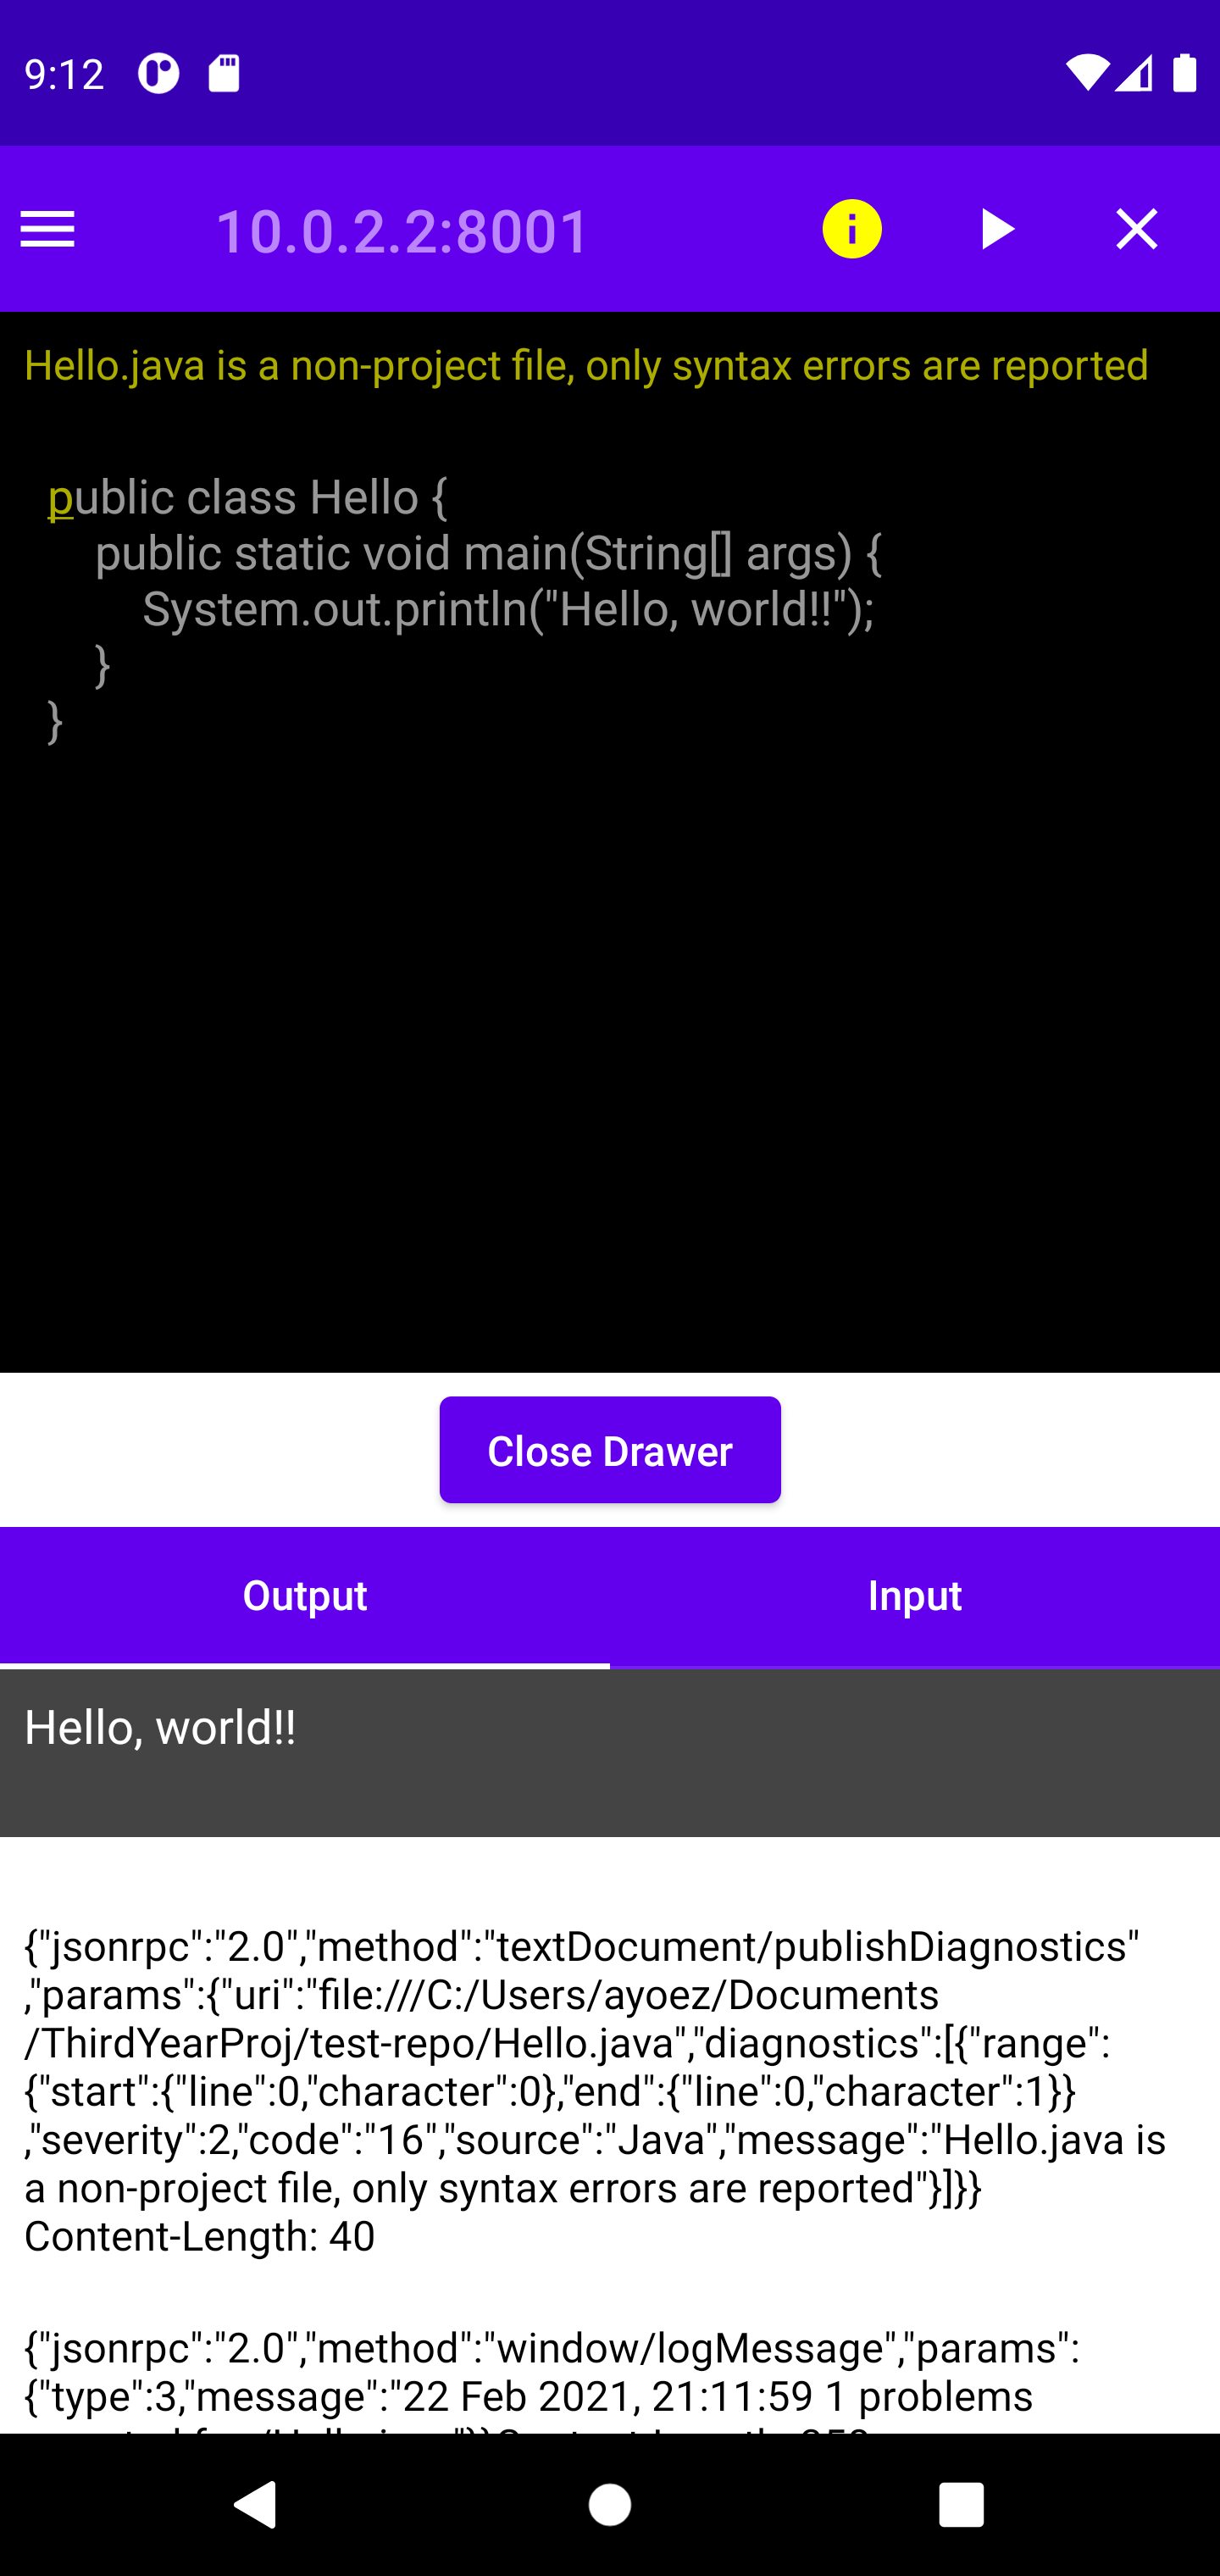 9:12
10.0.2.2:8001
Hello.java is a non-project file, only syntax errors are reported
public class Hello {
public static void main(String[] args) {
System.out.println("Hello, world!!");
}
}
Close Drawer
Output
Input
Hello, world!!
{"jsonrpc":"2.0","method":"textDocument/publishDiagnostics"
,"params":{"uri":"file:///C:/Users/ayoez/Documents
/ThirdYearProj/test-repo/Hello.java","diagnostics":[{"range":
{"start":{"line":0,"character":0},"end":{"line":0,"character":1}}
,"severity":2,"code":"16","source":"Java","message":"Hello.java is
a non-project file, only syntax errors are reported"}]}}
Content-Length: 40
{"jsonrpc":"2.0","method":"window/logMessage","params":
{"type":3,"message":"22 Feb 2021, 21:11:59 1 problems